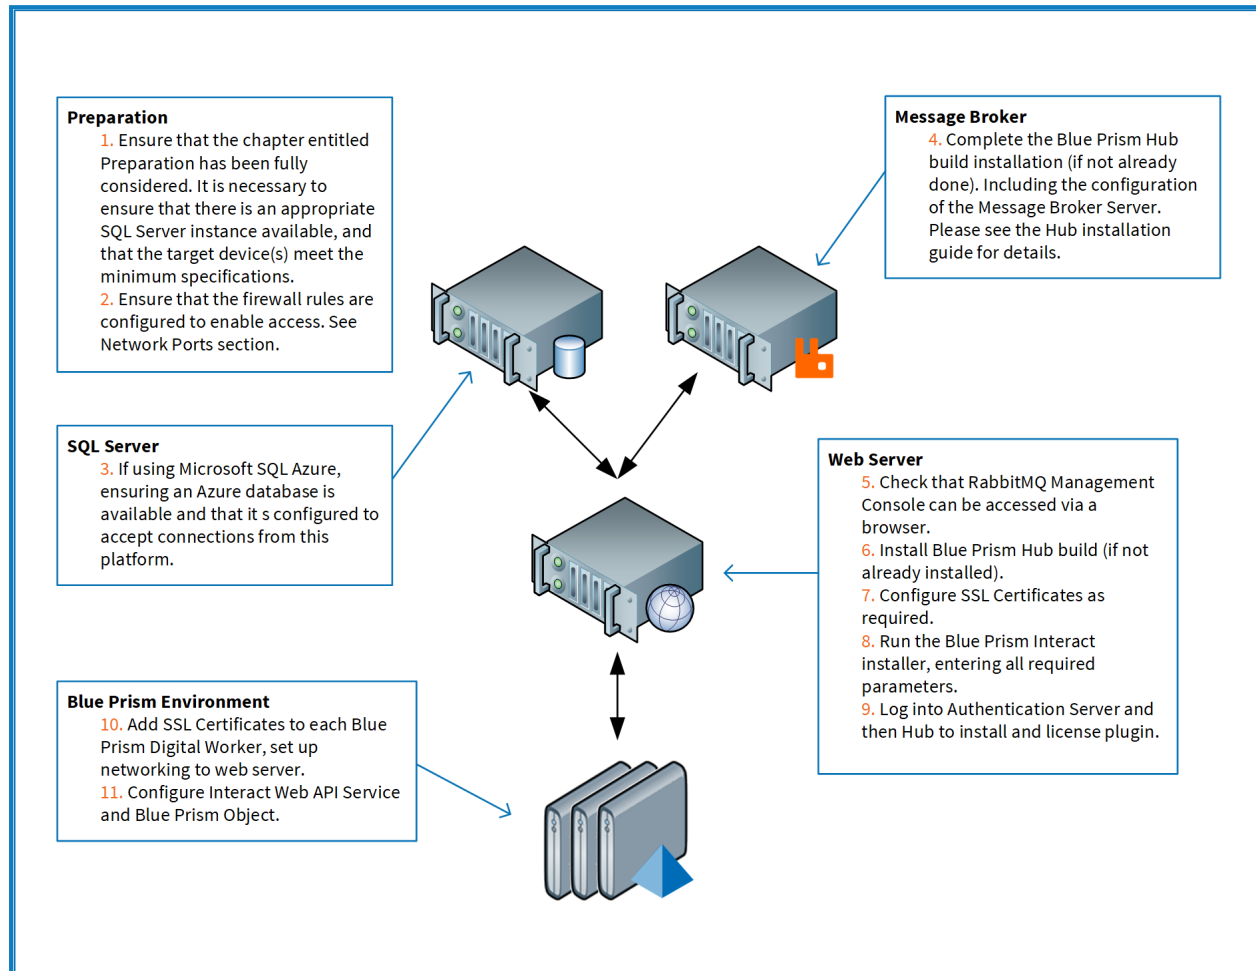 Preparation
1. Ensure that the chapter entitled
Preparation has been fully
considered. It is necessary to
ensure that there is an appropriate
SQL Server instance available, and
that the target device(s) meet the
minimum specifications.
2. Ensure that the firewall rules are
configured to enable access. See
Network Ports section.
Message Broker
4. Complete the Blue Prism Hub
build installation (if not already
done). Including the configuration
of the Message Broker Server.
Please see the Hub installation
guide for details.
SQL Server
3. If using Microsoft SQL Azure,
ensuring an Azure database is
available and that it s configured to
accept connections from this
platform.
Web Server
5. Check that RabbitMQ Management
Console can be accessed via a
browser.
6. Install Blue Prism Hub build (if not
already installed).
7. Configure SSL Certificates as
required.
8. Run the Blue Prism Interact
installer, entering all required
parameters.
9. Log into Authentication Server and
then Hub to install and license plugin.
Blue Prism Environment
10. Add SSL Certificates to each Blue
Prism Digital Worker, set up
networking to web server.
11. Configure Interact Web API Service
and Blue Prism Object.